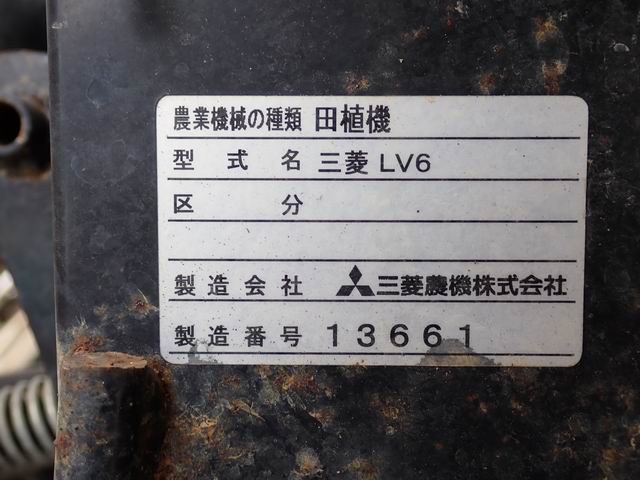 農業機械の種類 田植機
型式名 三菱 LV6
区分
製造会社 三菱農機株式会社
製造番号 13661